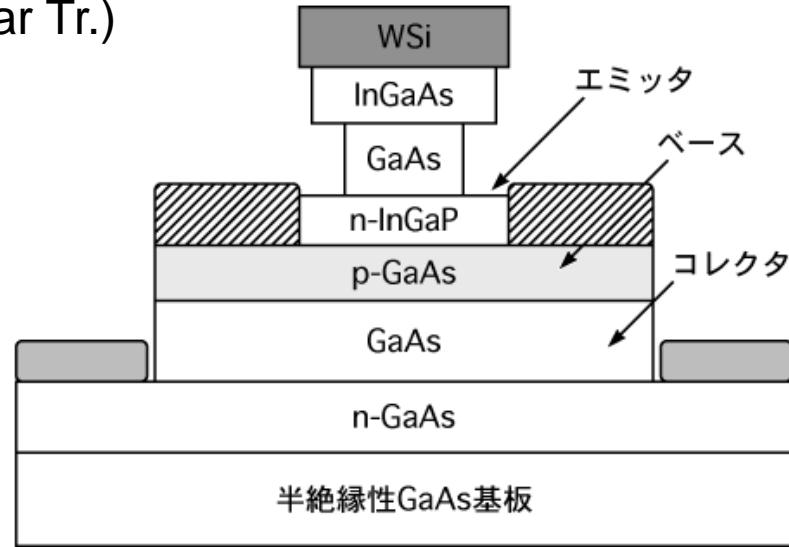 ar Tr.)
WSi
InGaAs
エミッタ
GaAs
ベース
n-InGaP
p-GaAs
コレクタ
GaAs
n-GaAs
半絶縁性GaAs基板